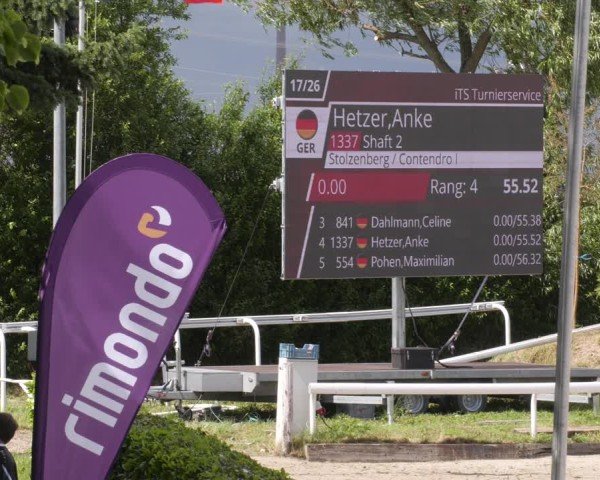 17/26
iTS Turnierservice
GER
Hetzer,Anke
1337 Shaft 2
Stolzenberg / Contendro I
0.00 Rang: 4 55.52
3 841 Dahlmann,Celine 0.00/55.38
4 1337 Hetzer,Anke 0.00/55.52
5 554 Pohen,Maximilian 0.00/56.32
rimondo